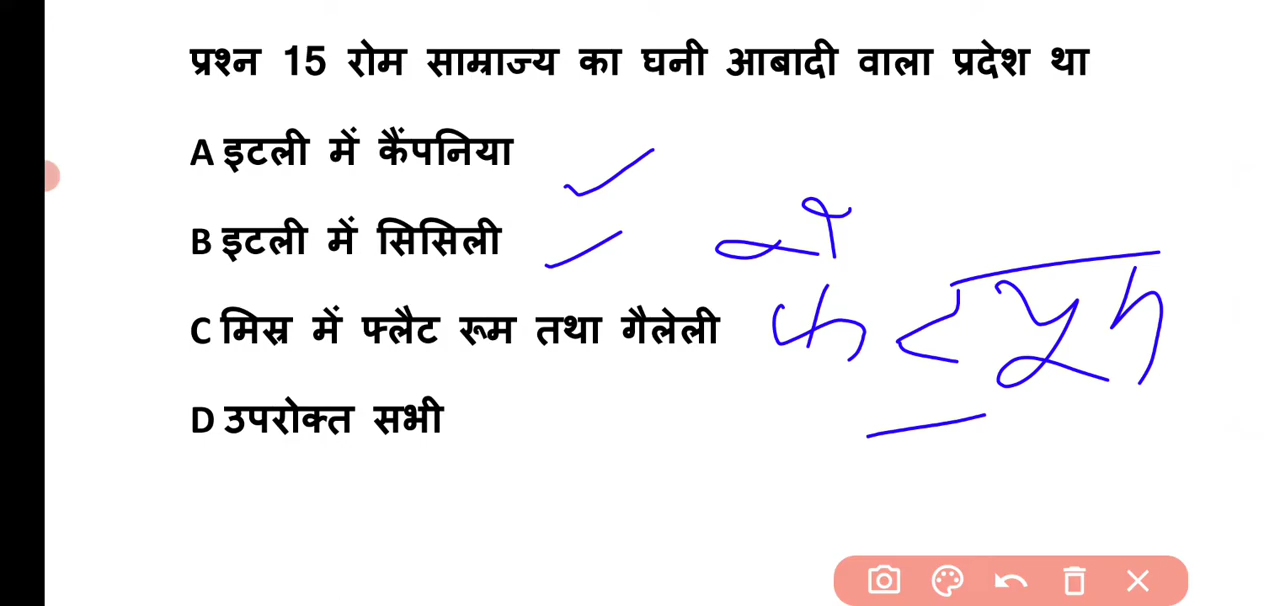 प्रश्न 15 रोम साम्राज्य का घनी आबादी वाला प्रदेश था
A इटली में कैंपनिया
B इटली में सिसिली
C मिस्र में फ्लैट रूम तथा गैलेली
D उपरोक्त सभी